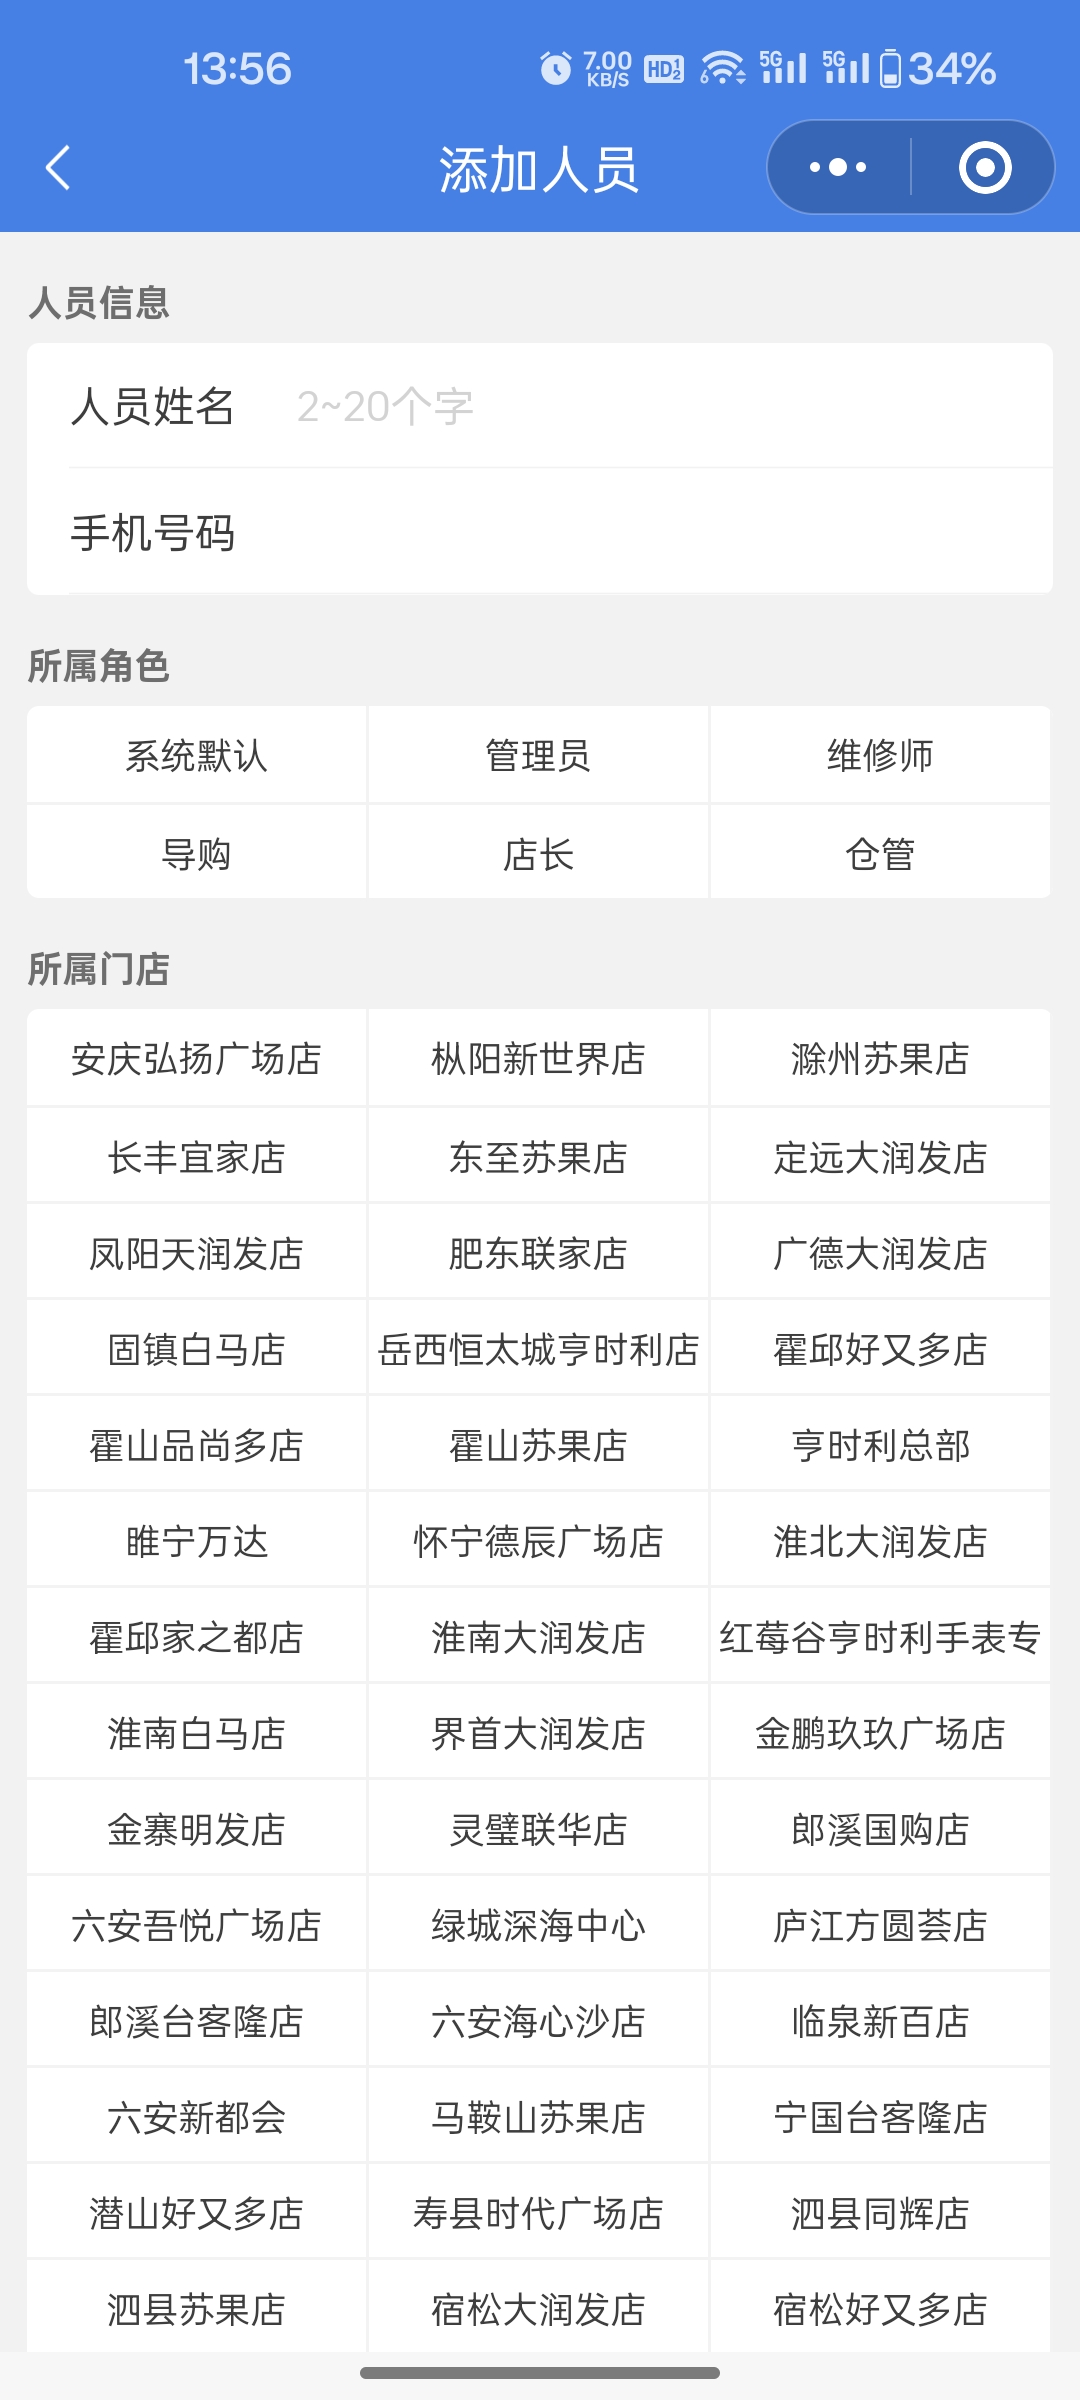 13:56 7.00 KB/S HD 1 2 6 5G 5G 34%
添加人员
人员信息
人员姓名 2~20个字
手机号码
所属角色
系统默认 管理员 维修师
导购 店长 仓管
所属门店
安庆弘扬广场店 枞阳新世界店 滁州苏果店
长丰宜家店 东至苏果店 定远大润发店
凤阳天润发店 肥东联家店 广德大润发店
固镇白马店 岳西恒太城亨时利店 霍邱好又多店
霍山品尚多店 霍山苏果店 亨时利总部
睢宁万达 怀宁德辰广场店 淮北大润发店
霍邱家之都店 淮南大润发店 红莓谷亨时利手表专
淮南白马店 界首大润发店 金鹏玖玖广场店
金寨明发店 灵璧联华店 郎溪国购店
六安吾悦广场店 绿城深海中心 庐江方圆荟店
郎溪台客隆店 六安海心沙店 临泉新百店
六安新都会 马鞍山苏果店 宁国台客隆店
潜山好又多店 寿县时代广场店 泗县同辉店
泗县苏果店 宿松大润发店 宿松好又多店